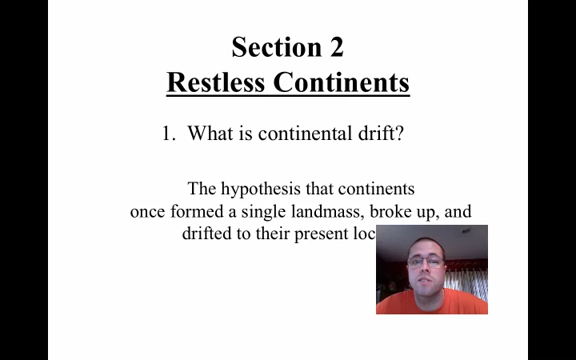 Section 2
Restless Continents
1. What is continental drift?
The hypothesis that continents
once formed a single landmass, broke up, and
drifted to their present